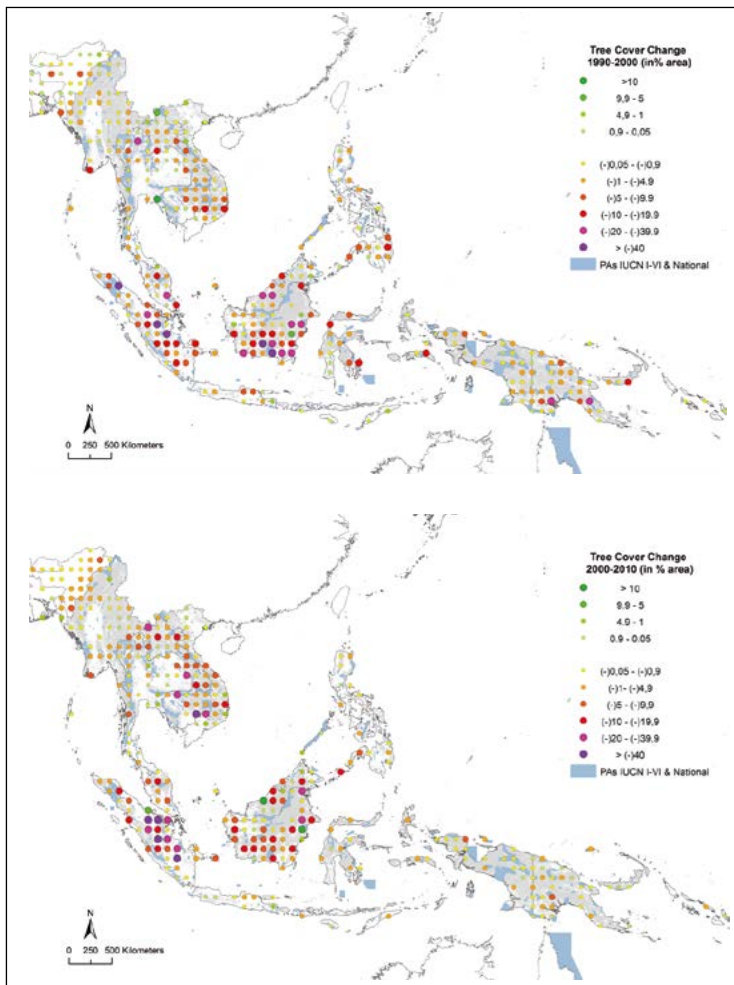 Tree Cover Change
1990-2000 (in% area)
>10
9,9 - 5
4,9 - 1
0,9 - 0,05
(-)0,05 - (-)0,9
(-)1 - (-)4,9
(-)5 - (-)9,9
(-)10 - (-)19,9
(-)20 - (-)39,9
> (-)40
PAs IUCN I-VI & National
N
0 250 500 Kilometers
Tree Cover Change
2000-2010 (in % area)
> 10
9.9 - 5
4.9 - 1
0.9 - 0.05
(-)0,05 - (-)0,9
(-)1- (-)4,9
(-)5 - (-)9,9
(-)10 - (-)19,9
(-)20 - (-)39,9
> (-)40
PAs IUCN I-VI & National
N
0 250 500 Kilometers